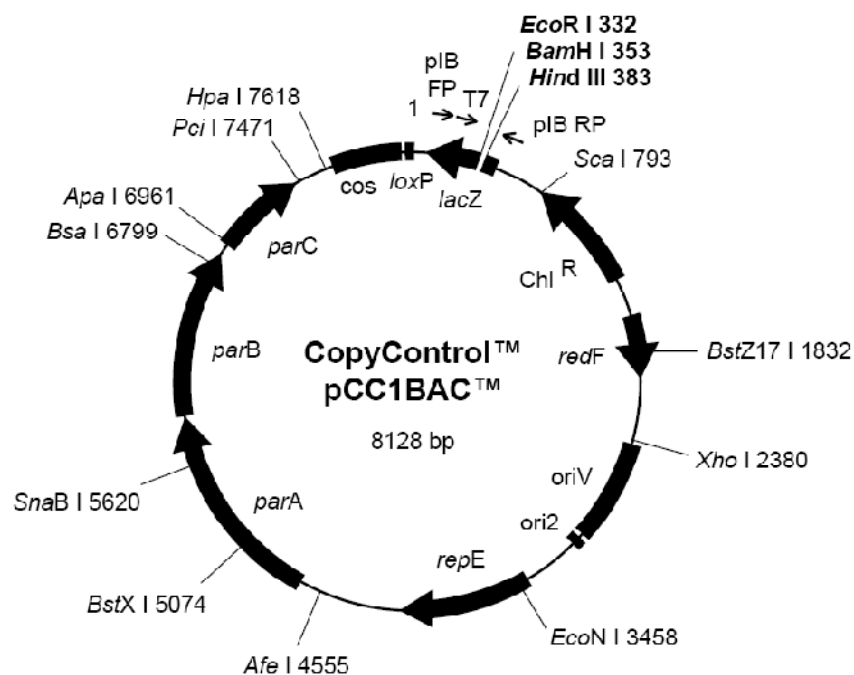 EcoR I 332
BamH I 353
Hind III 383
pIB
FP
T7
1
pIB RP
Hpa I 7618
Pci I 7471
Sca I 793
cos
loxP
lacZ
Apa I 6961
Bsa I 6799
parC
Chl R
parB
CopyControl™
pCC1BAC™
8128 bp
redF
BstZ17 I 1832
Xho I 2380
oriV
ori2
SnaB I 5620
parA
repE
BstX I 5074
Afe I 4555
EcoN I 3458